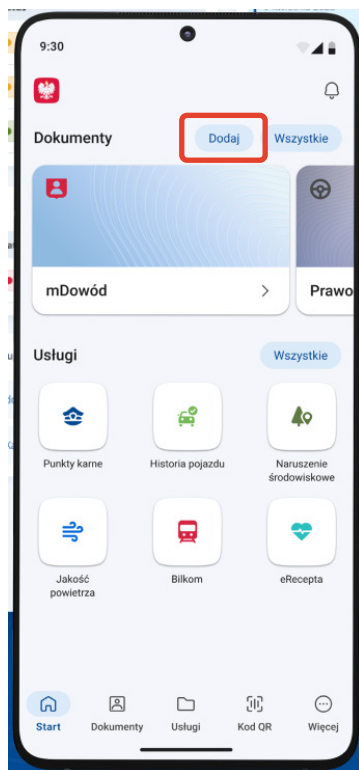 9:30
Dokumenty
Dodaj
Wszystkie
mDowód
Prawo
Usługi
Wszystkie
Punkty karne
Historia pojazdu
Naruszenie
środowiskowe
Jakość
powietrza
Bilkom
eRecepta
Start
Dokumenty
Usługi
Kod QR
Więcej